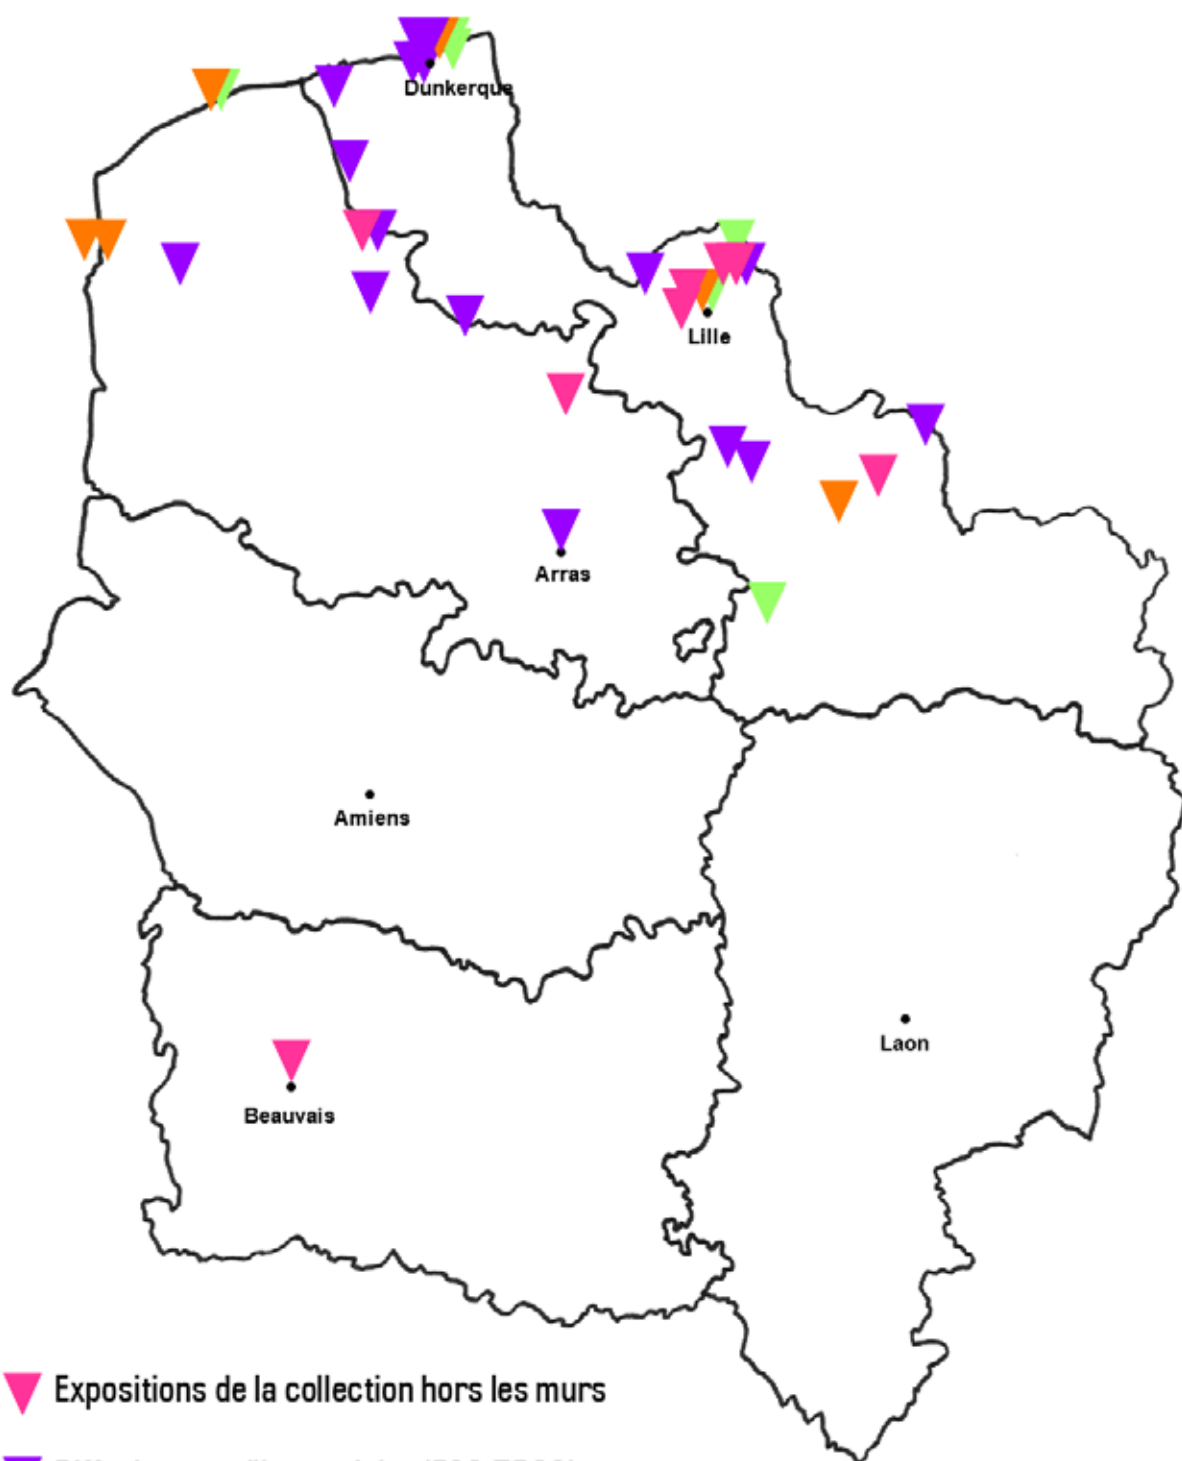 Dunkerque
Lille
Arras
Amiens
Laon
Beauvais
Expositions de la collection hors les murs